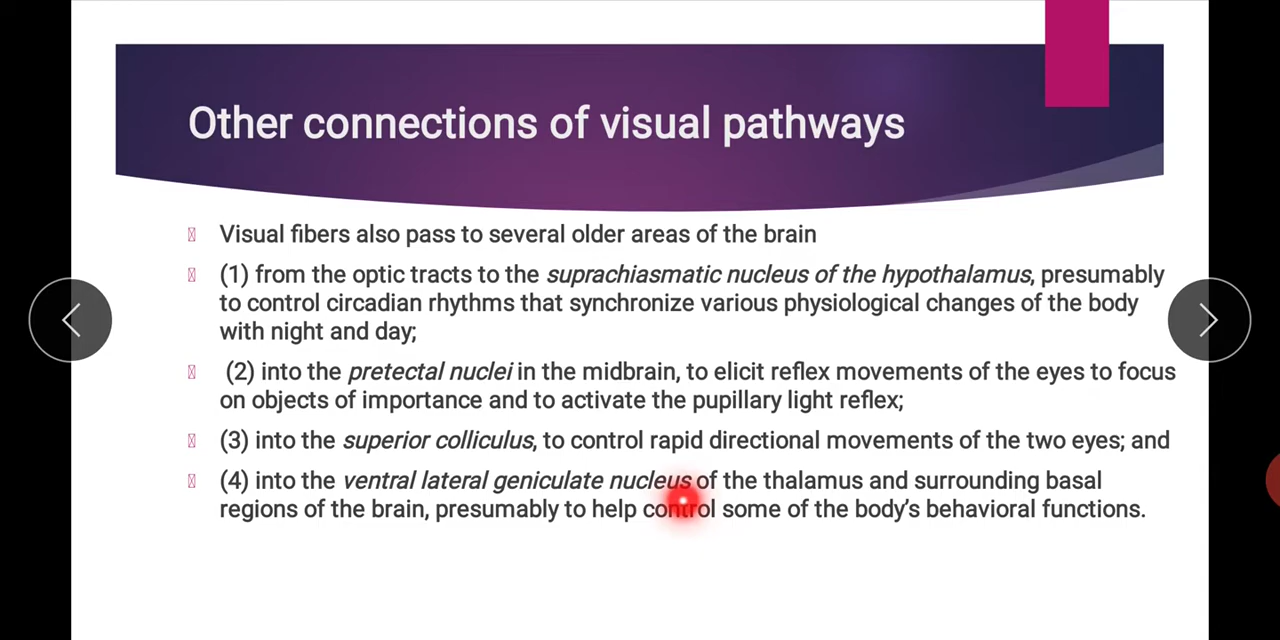 Other connections of visual pathways
Visual fibers also pass to several older areas of the brain
(1) from the optic tracts to the suprachiasmatic nucleus of the hypothalamus, presumably
to control circadian rhythms that synchronize various physiological changes of the body
with night and day;
(2) into the pretectal nuclei in the midbrain, to elicit reflex movements of the eyes to focus
on objects of importance and to activate the pupillary light reflex;
(3) into the superior colliculus, to control rapid directional movements of the two eyes; and
(4) into the ventral lateral geniculate nucleus of the thalamus and surrounding basal
regions of the brain, presumably to help control some of the body's behavioral functions.